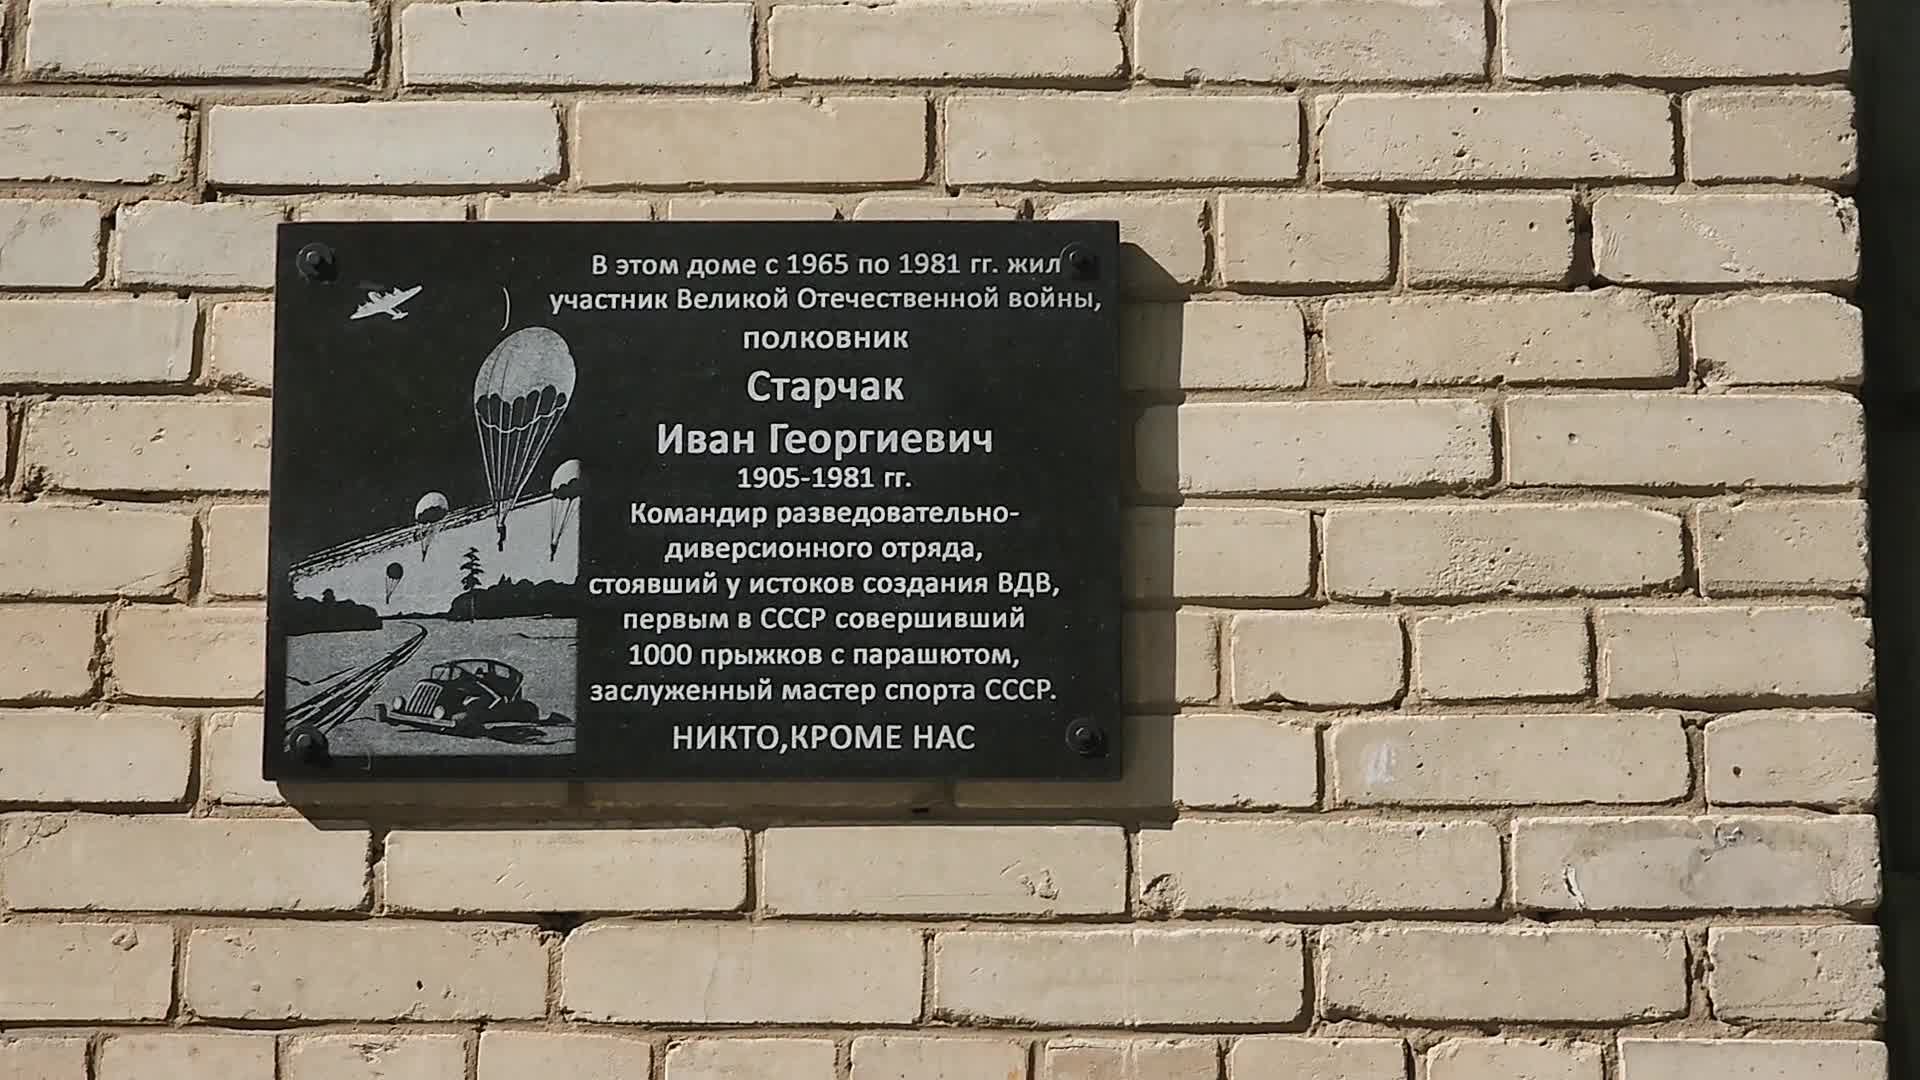 В этом доме с 1965 по 1981 гг. жил
участник Великой Отечественной войны,
полковник
Старчак
Иван Георгиевич
1905-1981 гг.
Командир разведовательно-
диверсионного отряда,
стоявший у истоков создания ВДВ,
первым в СССР совершивший
1000 прыжков с парашютом,
заслуженный мастер спорта СССР.
НИКТО,КРОМЕ НАС